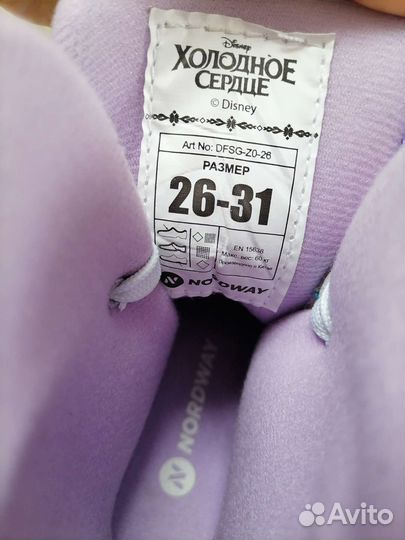 Disney
ХОЛОДНОЕ
СЕРДЦЕ
© Disney
Art No: DFSG-Z0-26
РАЗМЕР
26-31
EN 15638
Макс. вес: 60 кг
Произведено в Китае
NORDWAY
NORDWAY
Avito